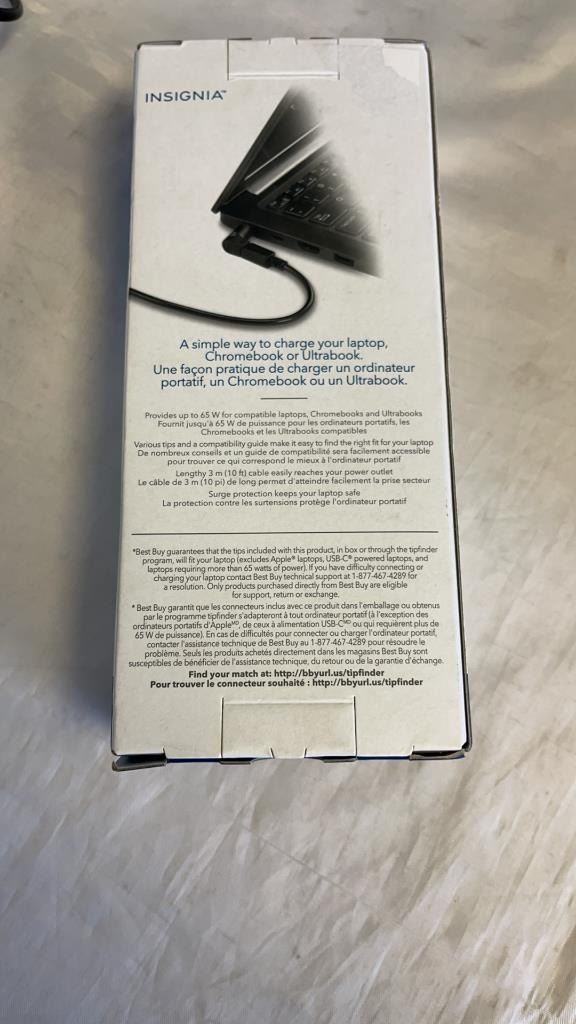 INSIGNIA™
A simple way to charge your laptop,
Chromebook or Ultrabook.
Une façon pratique de charger un ordinateur
portatif, un Chromebook ou un Ultrabook.
Provides up to 65 W for compatible laptops, Chromebooks and Ultrabooks
Fournit jusqu'à 65 W de puissance pour les ordinateurs portatifs, les
Chromebooks et les Ultrabooks compatibles
Various tips and a compatibility guide make it easy to find the right fit for your laptop
De nombreux conseils et un guide de compatibilité sera facilement accessible
pour trouver ce qui correspond le mieux à l'ordinateur portatif
Lengthy 3 m (10 ft) cable easily reaches your power outlet
Le câble de 3 m (10 pi) de long permet d'atteindre facilement la prise secteur
Surge protection keeps your laptop safe
La protection contre les surtensions protège l'ordinateur portatif
*Best Buy guarantees that the tips included with this product, in box or through the tipfinder
program, will fit your laptop (excludes Apple® laptops, USB-C® powered laptops, and
laptops requiring more than 65 watts of power). If you have difficulty connecting or
charging your laptop contact Best Buy technical support at 1-877-467-4289 for
a resolution. Only products purchased directly from Best Buy are eligible
for support, return or exchange.
* Best Buy garantit que les connecteurs inclus avec ce produit dans l'emballage ou obtenus
par le programme tipfinder s'adapteront à tout ordinateur portatif (à l'exception des
ordinateurs portatifs d'Apple MD, de ceux à alimentation USB-C MD ou qui requièrent plus de
65 W de puissance). En cas de difficultés pour connecter ou charger l'ordinateur portatif,
contacter l'assistance technique de Best Buy au 1-877-467-4289 pour résoudre le
problème. Seuls les produits achetés directement dans les magasins Best Buy sont
susceptibles de bénéficier de l'assistance technique, du retour ou de la garantie d'échange.
Find your match at: http://bbyurl.us/tipfinder
Pour trouver le connecteur souhaité : http://bbyurl.us/tipfinder